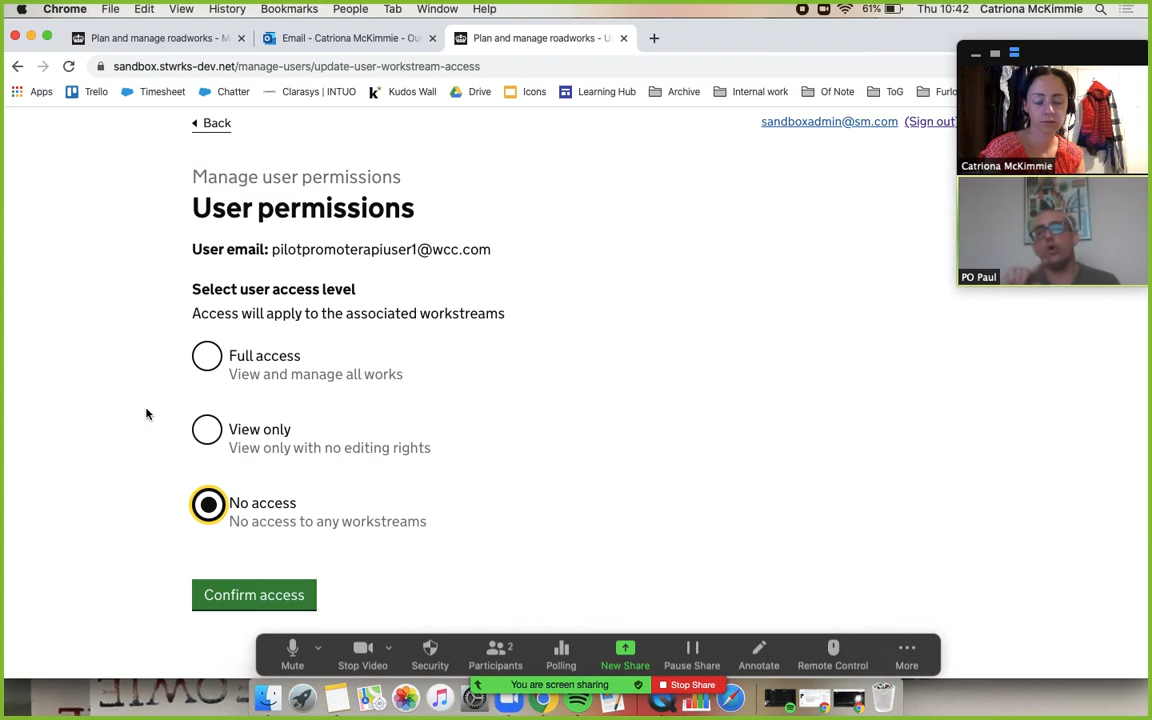 Chrome File Edit View History Bookmarks People Tab Window Help 61% Thu 10:42 Catriona McKimmie
Plan and manage roadworks - M
Email - Catriona McKimmie - Ou
Plan and manage roadworks - U
sandbox.stwrks-dev.net/manage-users/update-user-workstream-access
Apps Trello Timesheet Chatter Clarasys | INTUO Kudos Wall Drive Icons Learning Hub Archive Internal work Of Note ToG Furlo
Back
sandboxadmin@sm.com (Sign out)
Catriona McKimmie
PO Paul
Manage user permissions
User permissions
User email: pilotpromoterapiuser1@wcc.com
Select user access level
Access will apply to the associated workstreams
Full access
View and manage all works
View only
View only with no editing rights
No access
No access to any workstreams
Confirm access
Mute Stop Video Security Participants 2 Polling New Share Pause Share Annotate Remote Control More
You are screen sharing Stop Share